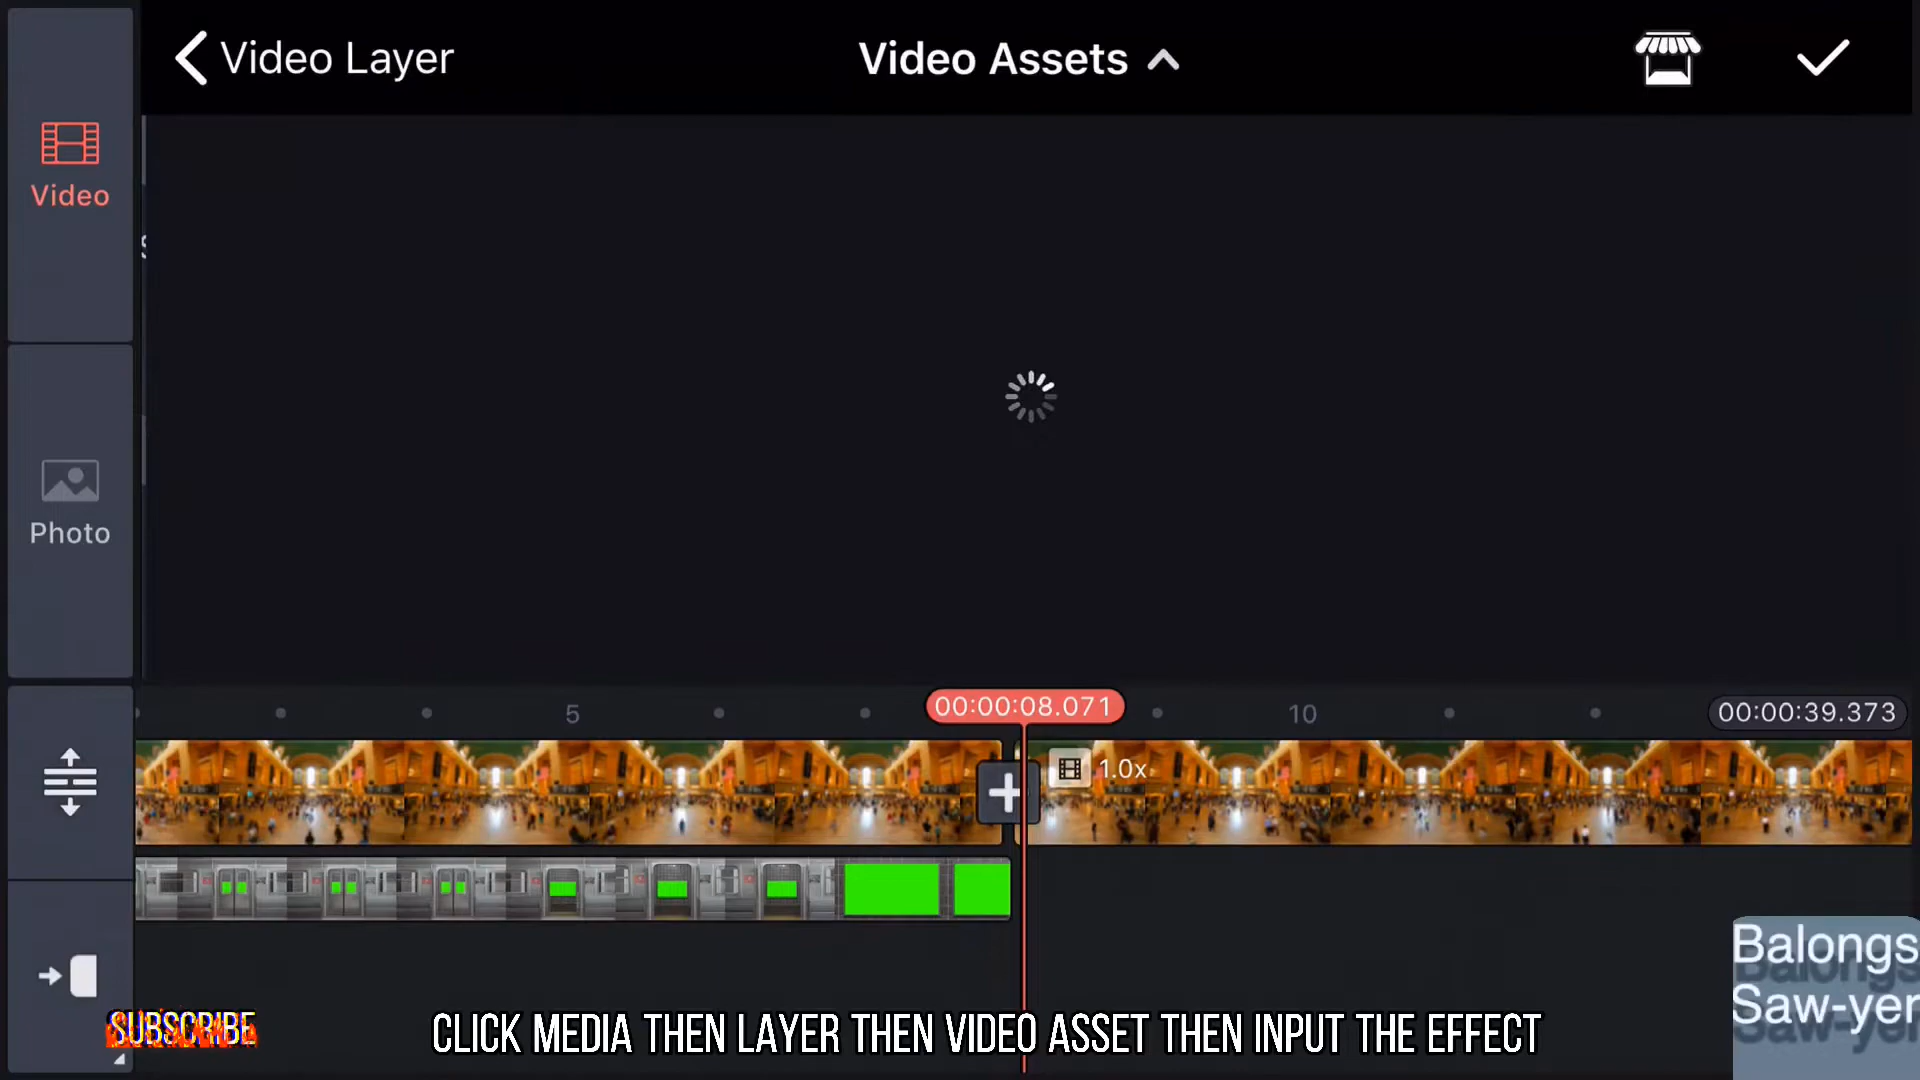 Video Layer
Video Assets
Video
Photo
5
00:00:08.071
10
00:00:39.373
1.0x
Balongs
Saw-yer
SUBSCRIBE
CLICK MEDIA THEN LAYER THEN VIDEO ASSET THEN INPUT THE EFFECT